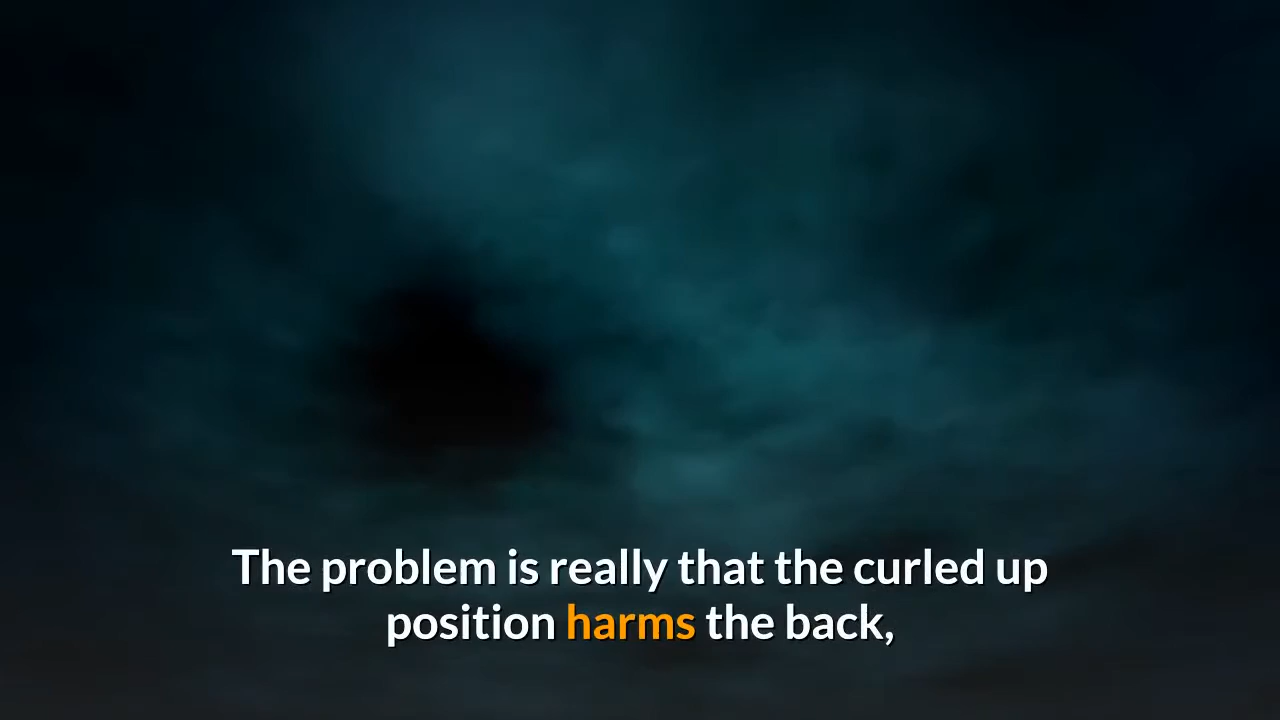 The problem is really that the curled up
position harms the back,